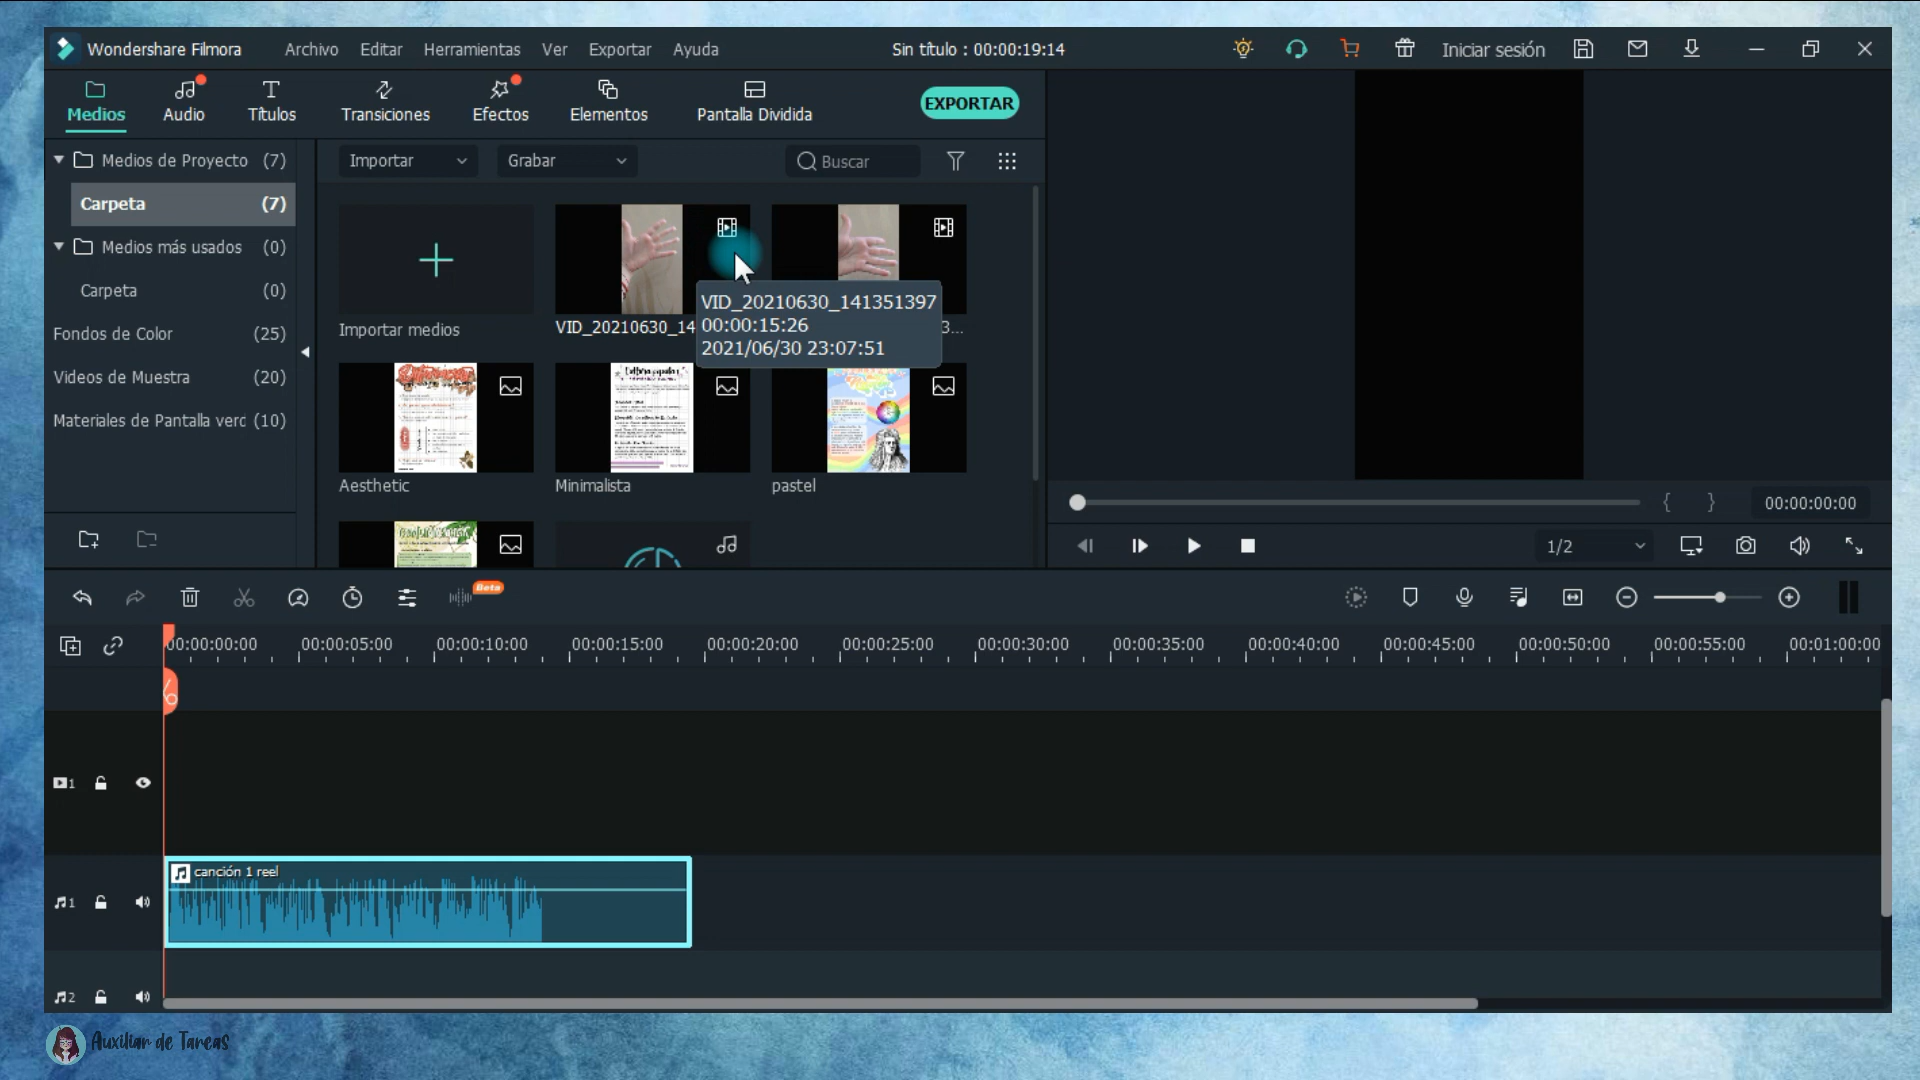 Wondershare Filmora
Archivo
Editar
Herramientas
Ver
Exportar
Ayuda
Sin título : 00:00:19:14
Iniciar sesión
Medios
Audio
Títulos
Transiciones
Efectos
Elementos
Pantalla Dividida
EXPORTAR
Medios de Proyecto (7)
Carpeta (7)
Medios más usados (0)
Carpeta (0)
Fondos de Color (25)
Videos de Muestra (20)
Materiales de Pantalla verd (10)
Importar
Grabar
Buscar
Importar medios
VID_20210630_14
3...
VID_20210630_141351397
00:00:15:26
2021/06/30 23:07:51
Aesthetic
Minimalista
pastel
{ }
00:00:00:00
1/2
Beta
00:00:00:00
00:00:05:00
00:00:10:00
00:00:15:00
00:00:20:00
00:00:25:00
00:00:30:00
00:00:35:00
00:00:40:00
00:00:45:00
00:00:50:00
00:00:55:00
00:01:00:00
1
canción 1 reel
1
2
Auxiliar de Tareas